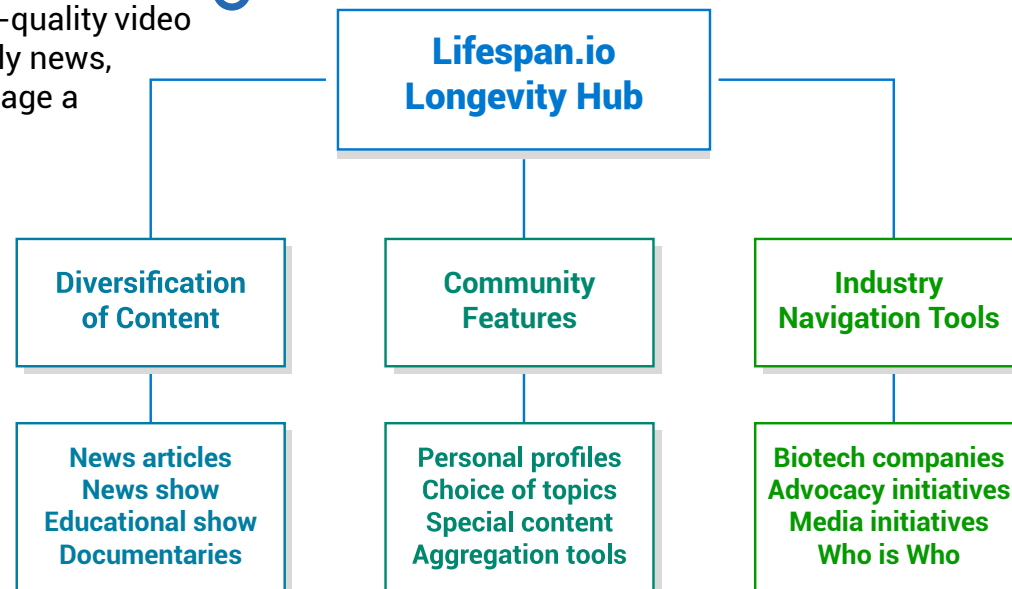 -quality video
ly news,
age a
Lifespan.io
Longevity Hub
Diversification
of Content
Community
Features
Industry
Navigation Tools
News articles
News show
Educational show
Documentaries
Personal profiles
Choice of topics
Special content
Aggregation tools
Biotech companies
Advocacy initiatives
Media initiatives
Who is Who